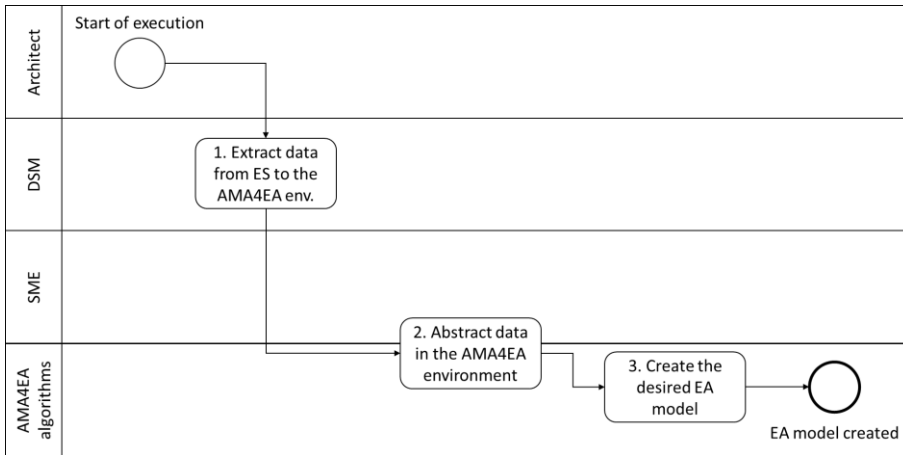 Architect
Start of execution
DSM
1. Extract data
from ES to the
AMA4EA env.
SME
2. Abstract data
in the AMA4EA
environment
AMA4EA
algorithms
3. Create the
desired EA
model
EA model created